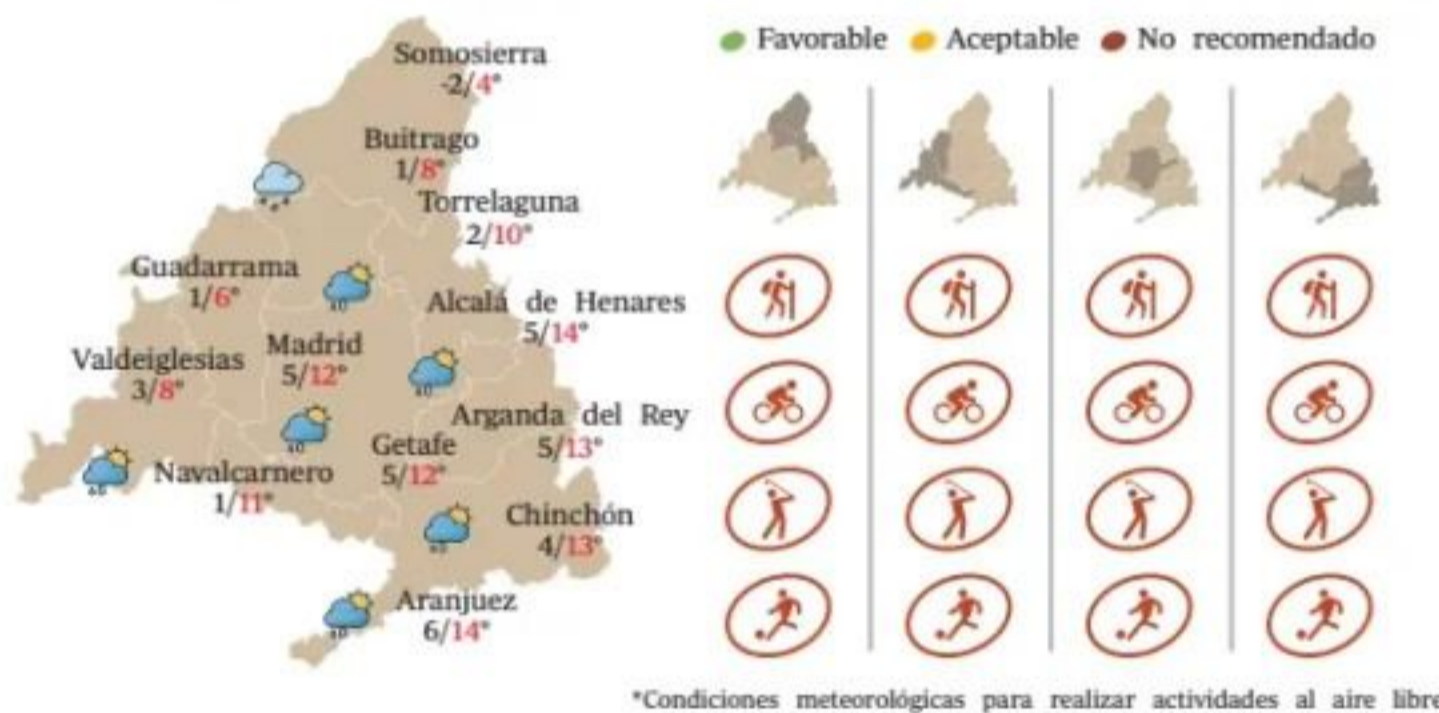 Somosierra
-2/4°
Buitrago
1/8°
Torrelaguna
2/10°
Guadarrama
1/6°
Alcalá de Henares
5/14°
Madrid
5/12°
Valdeiglesias
3/8°
Arganda del Rey
5/13°
Getafe
5/12°
Navalcarnero
1/11°
Chinchón
4/13°
Aranjuez
6/14°
Favorable Aceptable No recomendado
*Condiciones meteorológicas para realizar actividades al aire libre